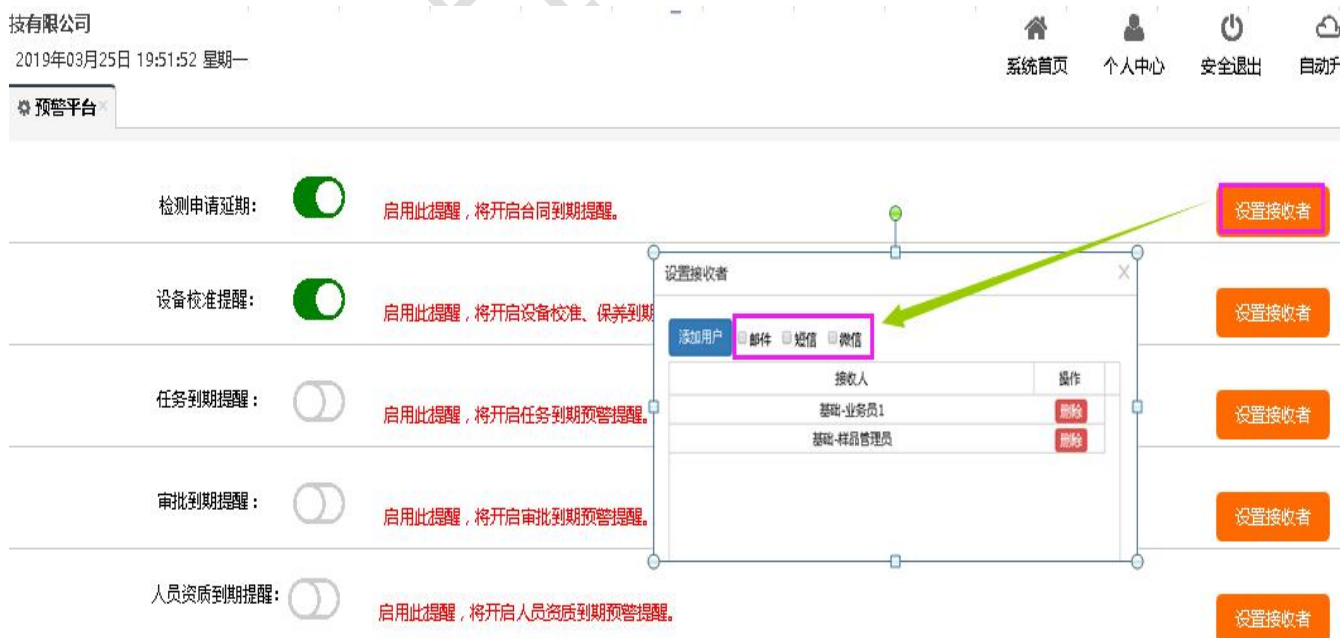 技有限公司
2019年03月25日 19:51:52 星期一
系统首页 个人中心 安全退出
预警平台
检测申请延期： 启用此提醒，将开启合同到期提醒。 设置接收者
设置接收者
设备校准提醒： 启用此提醒，将开启设备校准、保养到期 设置接收者
添加用户 邮件 短信 微信
接收人 操作
任务到期提醒： 启用此提醒，将开启任务到期预警提醒。 设置接收者
基础-业务员1 删除
基础-样品管理员 删除
审批到期提醒： 启用此提醒，将开启审批到期预警提醒。 设置接收者
人员资质到期提醒： 启用此提醒，将开启人员资质到期预警提醒。 设置接收者